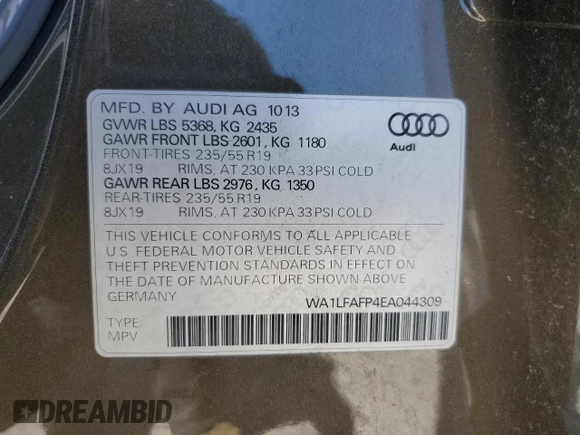 MFD. BY AUDI AG 10 13
GVWR LBS 5368, KG 2435
GAWR FRONT LBS 2601, KG 1180
FRONT-TIRES 235/55 R19
8JX19 RIMS, AT 230 KPA 33 PSI COLD
GAWR REAR LBS 2976, KG 1350
REAR-TIRES 235/55 R19
8JX19 RIMS, AT 230 KPA 33 PSI COLD
Audi
THIS VEHICLE CONFORMS TO ALL APPLICABLE
U.S. FEDERAL MOTOR VEHICLE SAFETY AND
THEFT PREVENTION STANDARDS IN EFFECT ON
THE DATE OF MANUFACTURE SHOWN ABOVE
GERMANY
WA1LFAFP4EA044309
TYPE:
MPV
DREAMBID